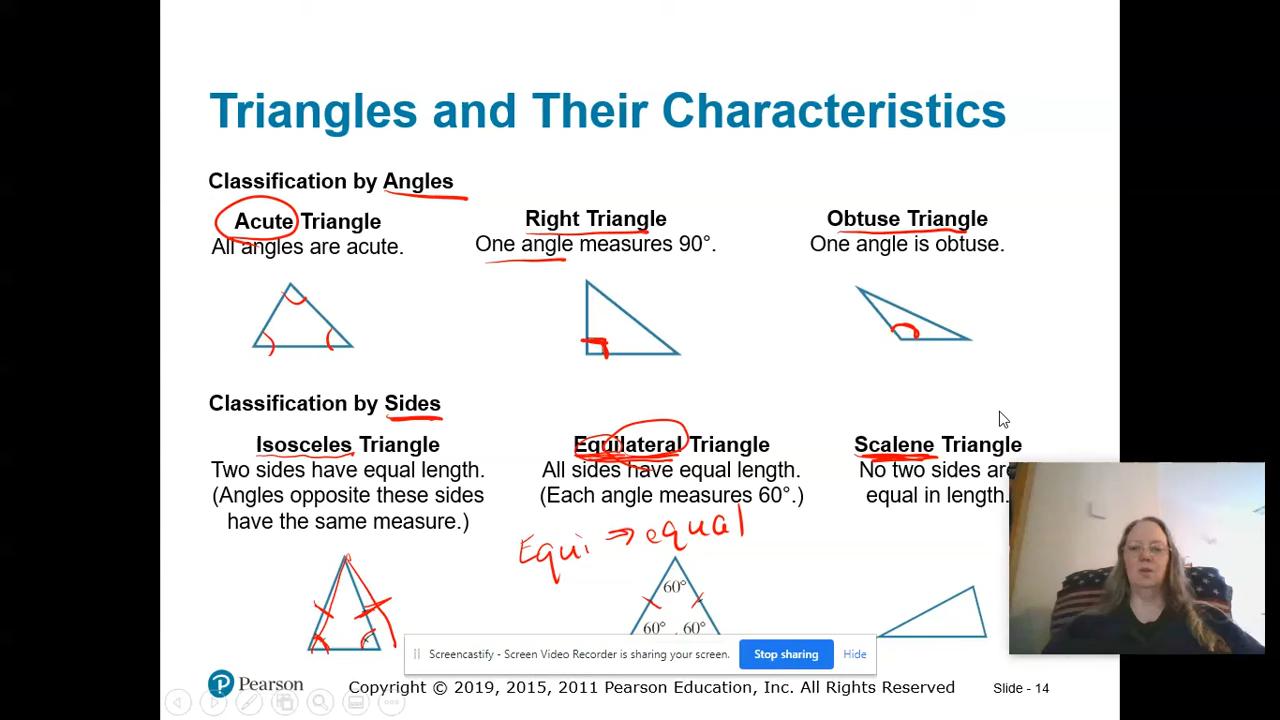 Triangles and Their Characteristics
Classification by Angles
Acute Triangle
All angles are acute.
Right Triangle
One angle measures 90°.
Obtuse Triangle
One angle is obtuse.
Classification by Sides
Isosceles Triangle
Two sides have equal length.
(Angles opposite these sides
have the same measure.)
Equilateral Triangle
All sides have equal length.
(Each angle measures 60°.)
Scalene Triangle
No two sides are
equal in length.
Equi ⇒ equal
60°
60° 60°
Screencastify - Screen Video Recorder is sharing your screen.
Stop sharing
Hide
Pearson
Copyright © 2019, 2015, 2011 Pearson Education, Inc. All Rights Reserved
Slide - 14